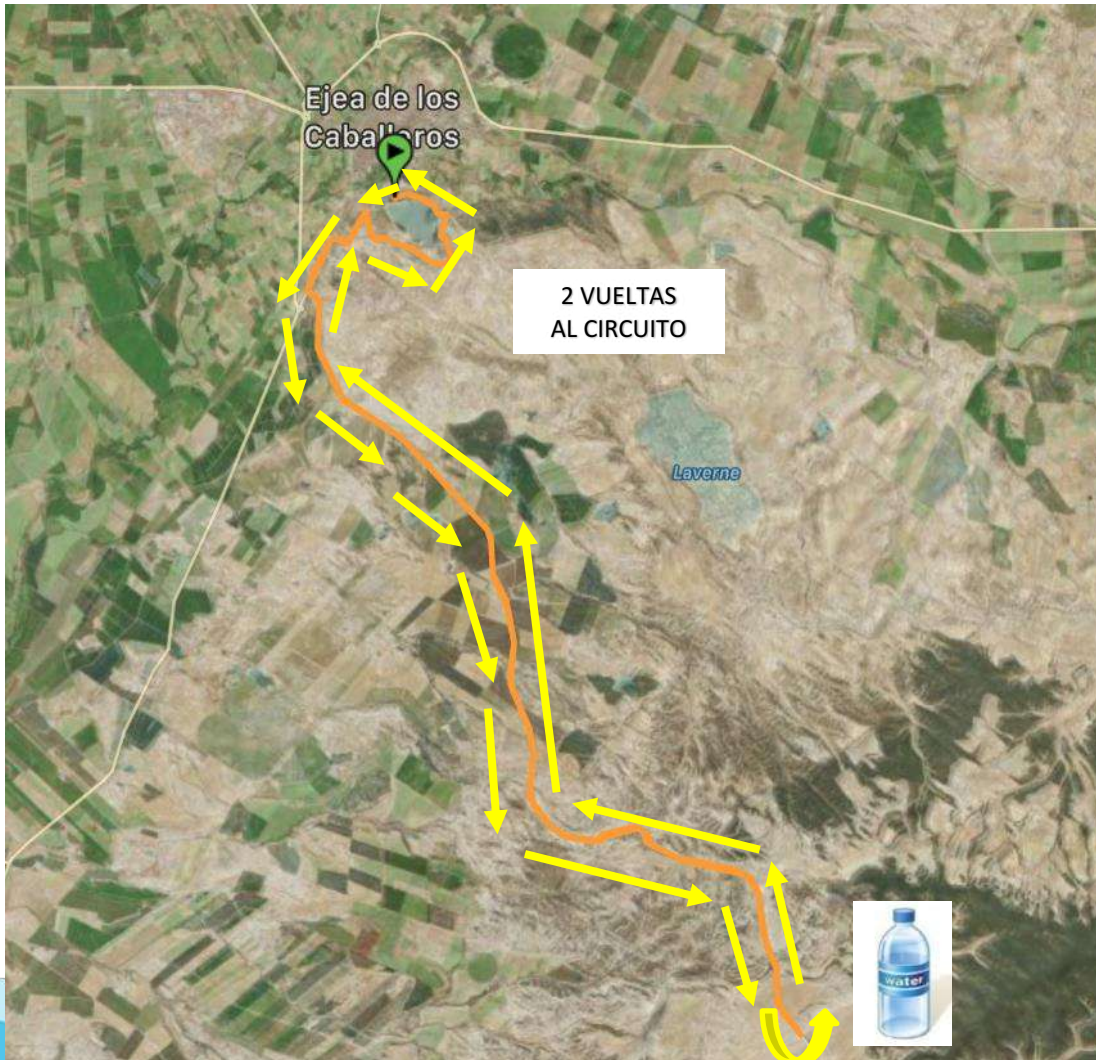 Ejea de los
Caballeros
2 VUELTAS
AL CIRCUITO
Laverne
water